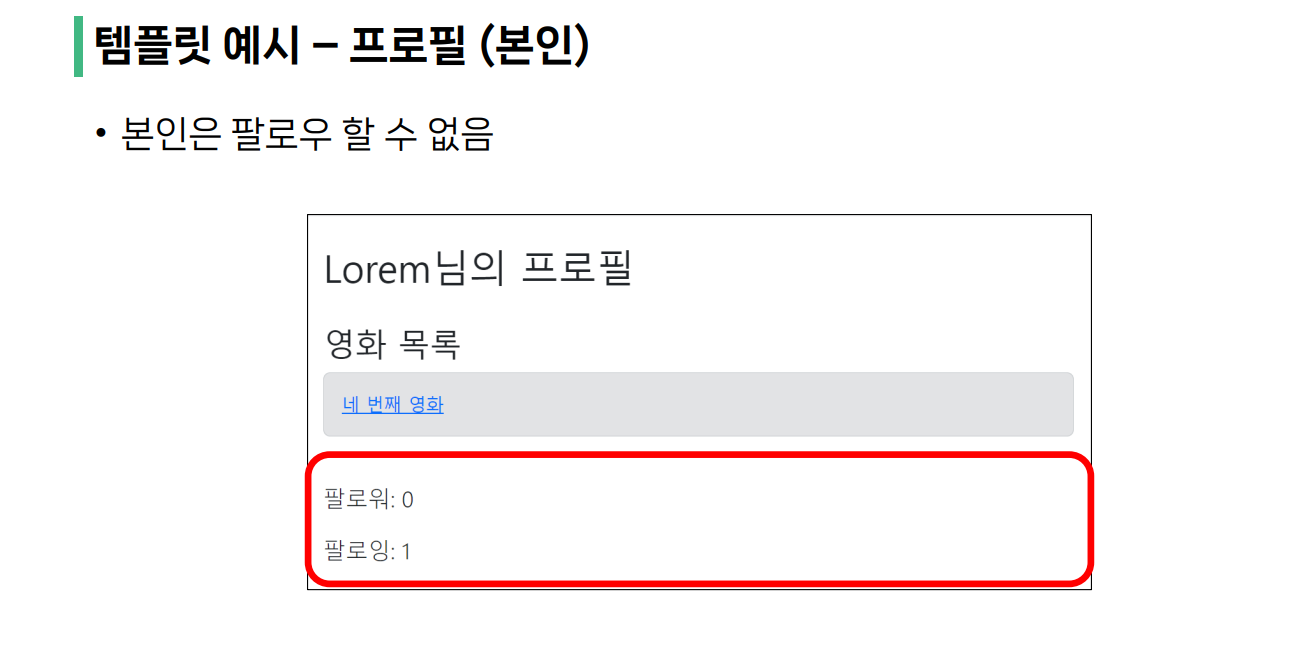 템플릿 예시 – 프로필 (본인)
• 본인은 팔로우 할 수 없음
Lorem님의 프로필
영화 목록
네 번째 영화
팔로워: 0
팔로잉: 1